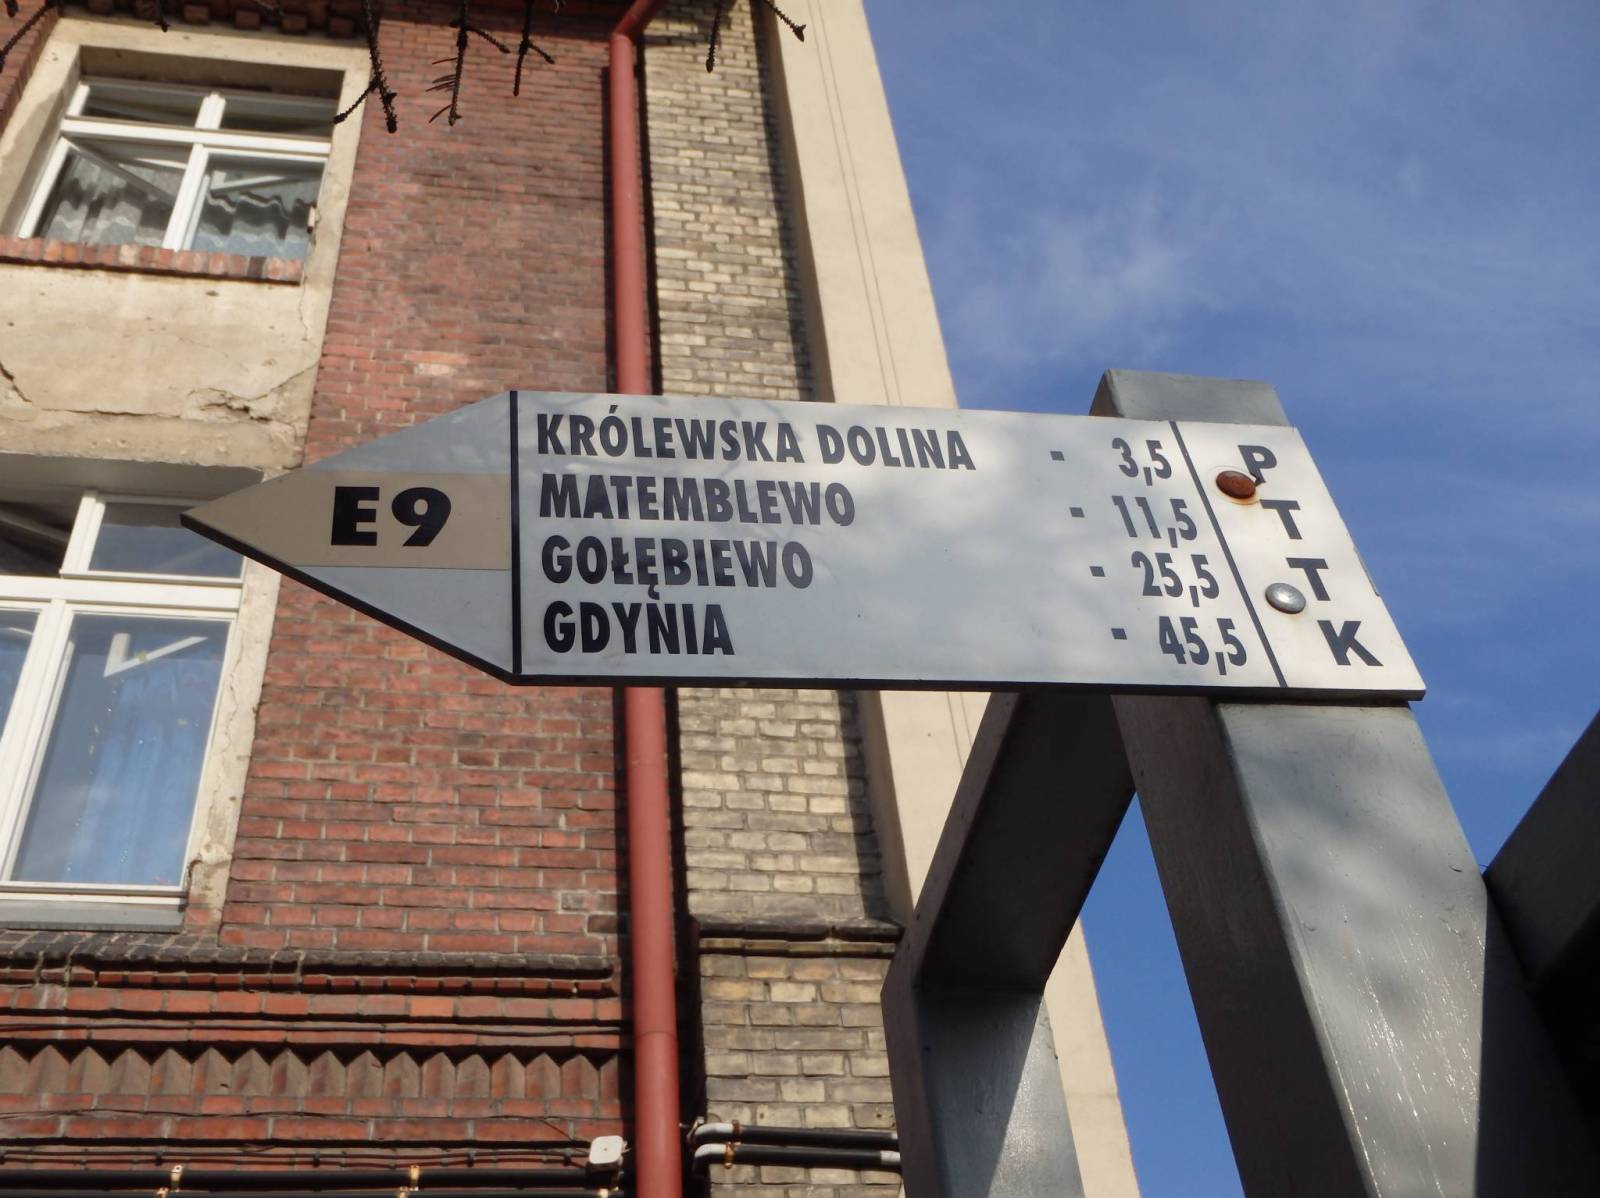 E9
KRÓLEWSKA DOLINA - 3,5
MATEMBLEWO - 11,5
GOŁĘBIEWO - 25,5
GDYNIA - 45,5
PTTK